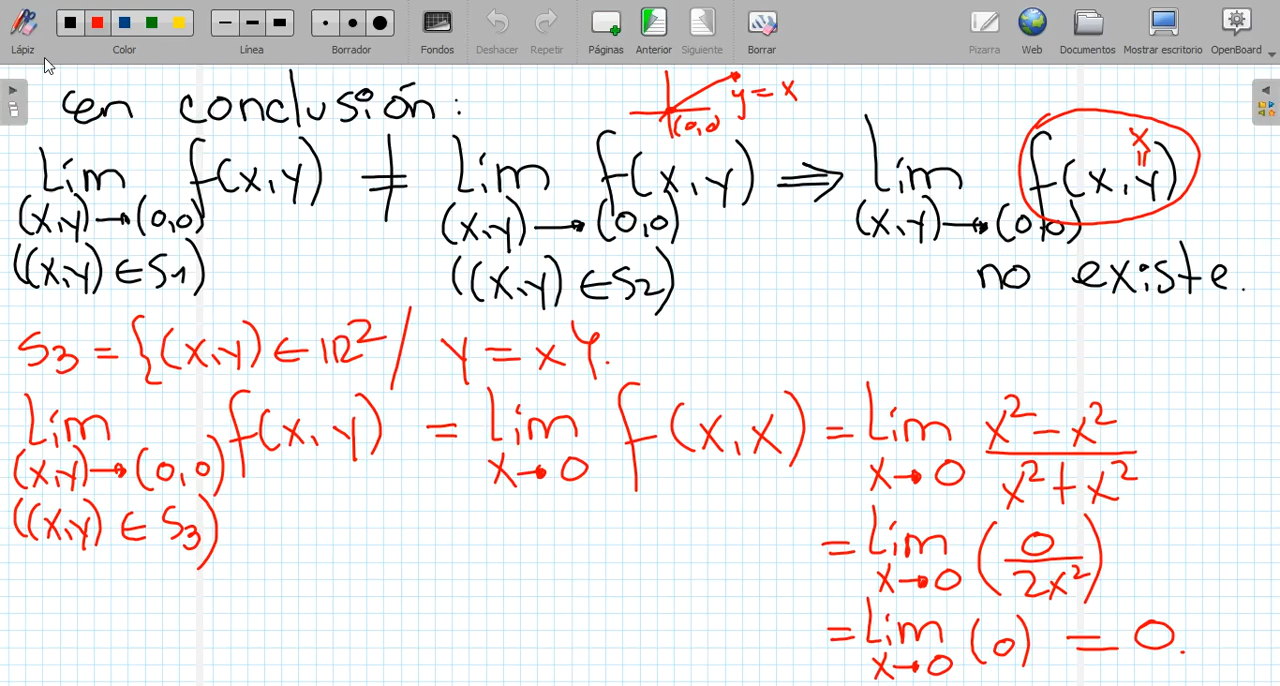 Lápiz Color Línea Borrador Fondos Deshacer Repetir Páginas Anterior Siguiente Borrar Pizarra Web Documentos Mostrar escritorio OpenBoard
en conclusión:
y = x
(0,0)
x
Lim f(x,y) ≠ Lim f(x,y) ⟹ Lim f(x,y)
(x,y)→(0,0) (x,y)→(0,0) (x,y)→(0,0)
((x,y)∈S1) ((x,y)∈S2) no existe.
S3 = {(x,y)∈ℝ² / y = x}.
Lim f(x,y) = Lim f(x,x) = Lim (x² − x²)/(x² + x²)
(x,y)→(0,0) x→0 x→0
((x,y) ∈ S3)
= Lim (0/2x²)
x→0
= Lim (0) = 0.
x→0